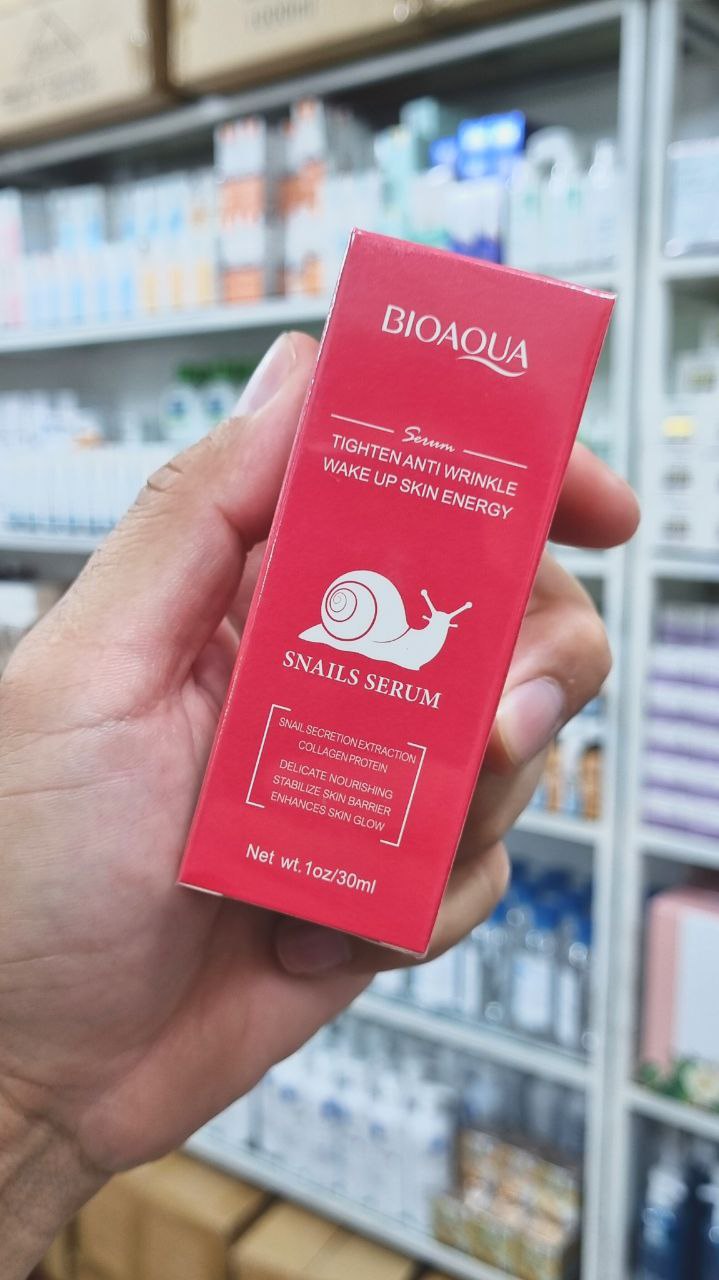 BIOAQUA
Serum
TIGHTEN ANTI WRINKLE
WAKE UP SKIN ENERGY
SNAILS SERUM
SNAIL SECRETION EXTRACTION
COLLAGEN PROTEIN
DELICATE NOURISHING
STABILIZE SKIN BARRIER
ENHANCES SKIN GLOW
Net wt.1oz/30ml